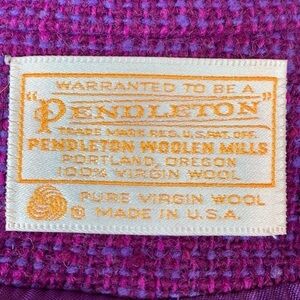 WARRANTED TO BE A
"PENDLETON"
TRADE MARK REG. U.S. PAT. OFF.
PENDLETON WOOLEN MILLS
PORTLAND, OREGON
100% VIRGIN WOOL
PURE VIRGIN WOOL
® MADE IN U.S.A.